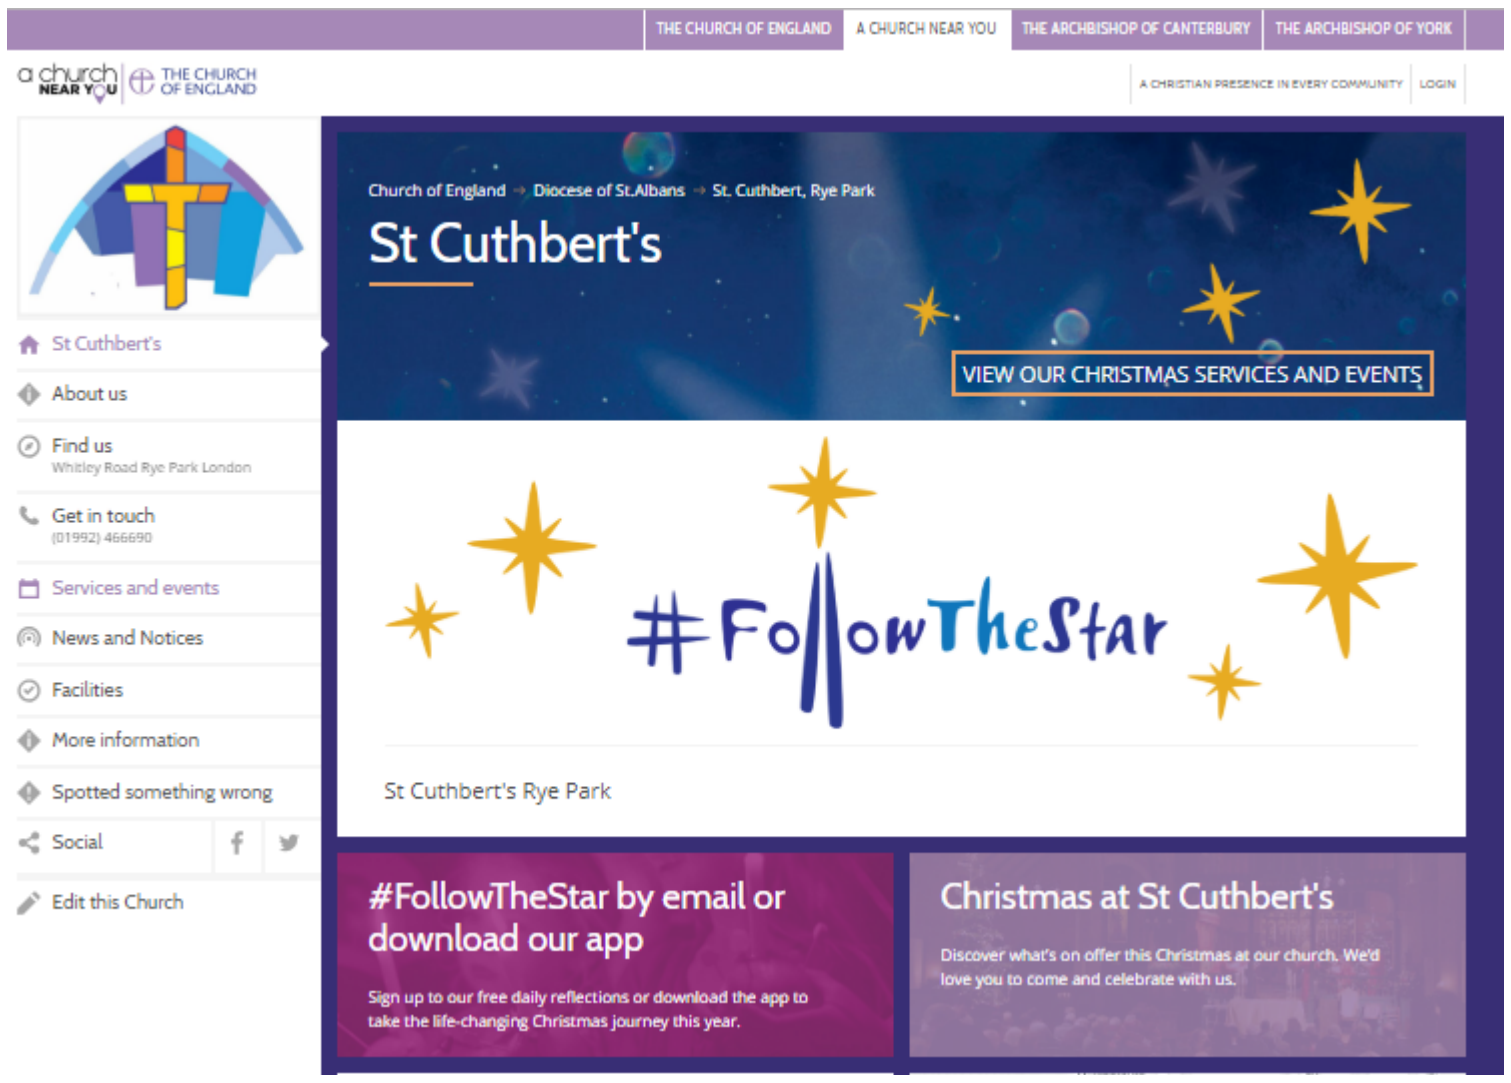 THE CHURCH OF ENGLAND
A CHURCH NEAR YOU
THE ARCHBISHOP OF CANTERBURY
THE ARCHBISHOP OF YORK
a church
NEAR YOU
THE CHURCH
OF ENGLAND
A CHRISTIAN PRESENCE IN EVERY COMMUNITY
LOGIN
St Cuthbert's
About us
Find us
Whitley Road Rye Park London
Get in touch
(01992) 466690
Services and events
News and Notices
Facilities
More information
Spotted something wrong
Social
Edit this Church
Church of England → Diocese of St.Albans → St. Cuthbert, Rye Park
St Cuthbert's
VIEW OUR CHRISTMAS SERVICES AND EVENTS
#FollowTheStar
St Cuthbert's Rye Park
#FollowTheStar by email or
download our app
Sign up to our free daily reflections or download the app to
take the life-changing Christmas journey this year.
Christmas at St Cuthbert's
Discover what's on offer this Christmas at our church. We'd
love you to come and celebrate with us.